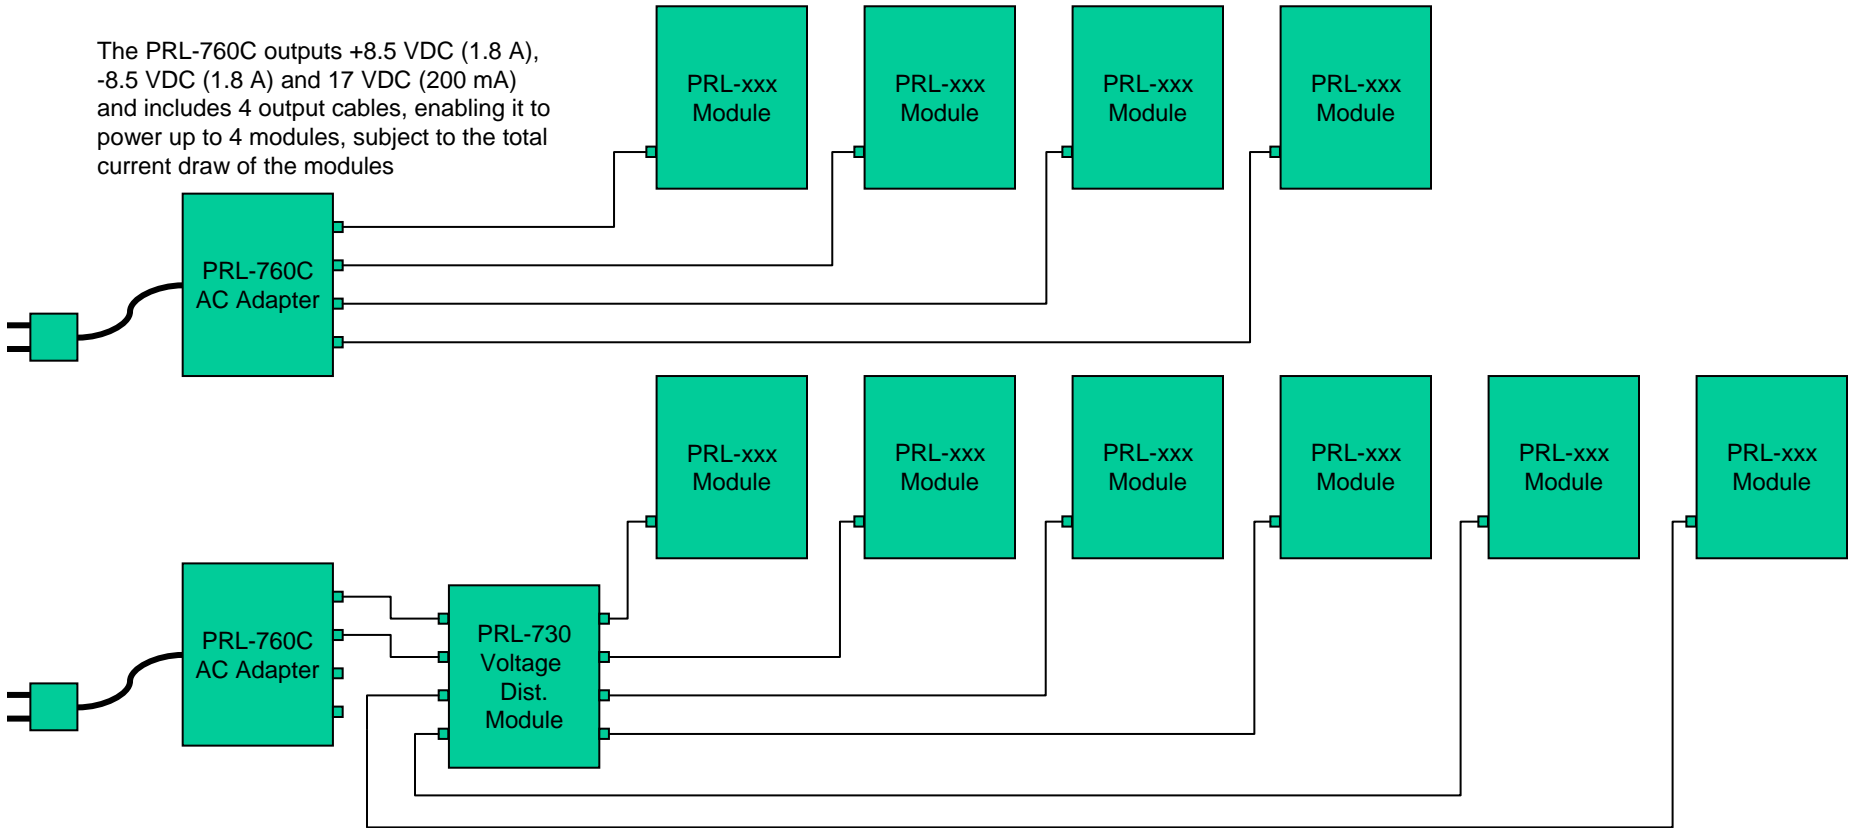 The PRL-760C outputs +8.5 VDC (1.8 A),
-8.5 VDC (1.8 A) and 17 VDC (200 mA)
and includes 4 output cables, enabling it to
power up to 4 modules, subject to the total
current draw of the modules
PRL-xxx
Module
PRL-xxx
Module
PRL-xxx
Module
PRL-xxx
Module
PRL-760C
AC Adapter
PRL-xxx
Module
PRL-xxx
Module
PRL-xxx
Module
PRL-xxx
Module
PRL-xxx
Module
PRL-xxx
Module
PRL-760C
AC Adapter
PRL-730
Voltage
Dist.
Module